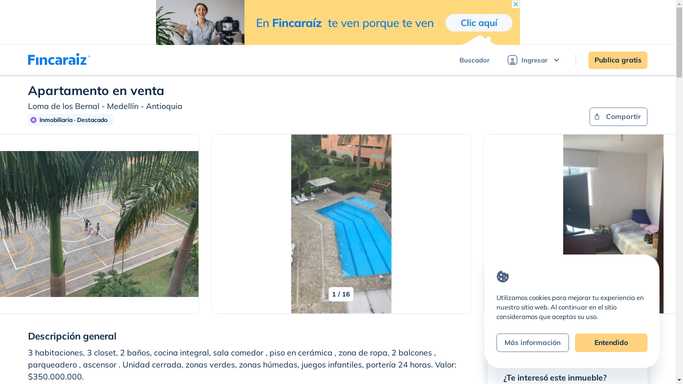 En Fincaraíz te ven porque te ven
Clic aquí
Fincaraíz
Buscador
Ingresar
Publica gratis
Apartamento en venta
Loma de los Bernal - Medellín - Antioquia
Inmobiliaria · Destacado
Compartir
1 / 16
Utilizamos cookies para mejorar tu experiencia en
nuestro sitio web. Al continuar en el sitio
consideramos que aceptas su uso.
Más información
Entendido
Descripción general
3 habitaciones, 3 closet, 2 baños, cocina integral, sala comedor , piso en cerámica , zona de ropa, 2 balcones ,
parqueadero , ascensor . Unidad cerrada, zonas verdes, zonas húmedas, juegos infantiles, portería 24 horas. Valor:
$350.000.000.
¿Te interesó este inmueble?